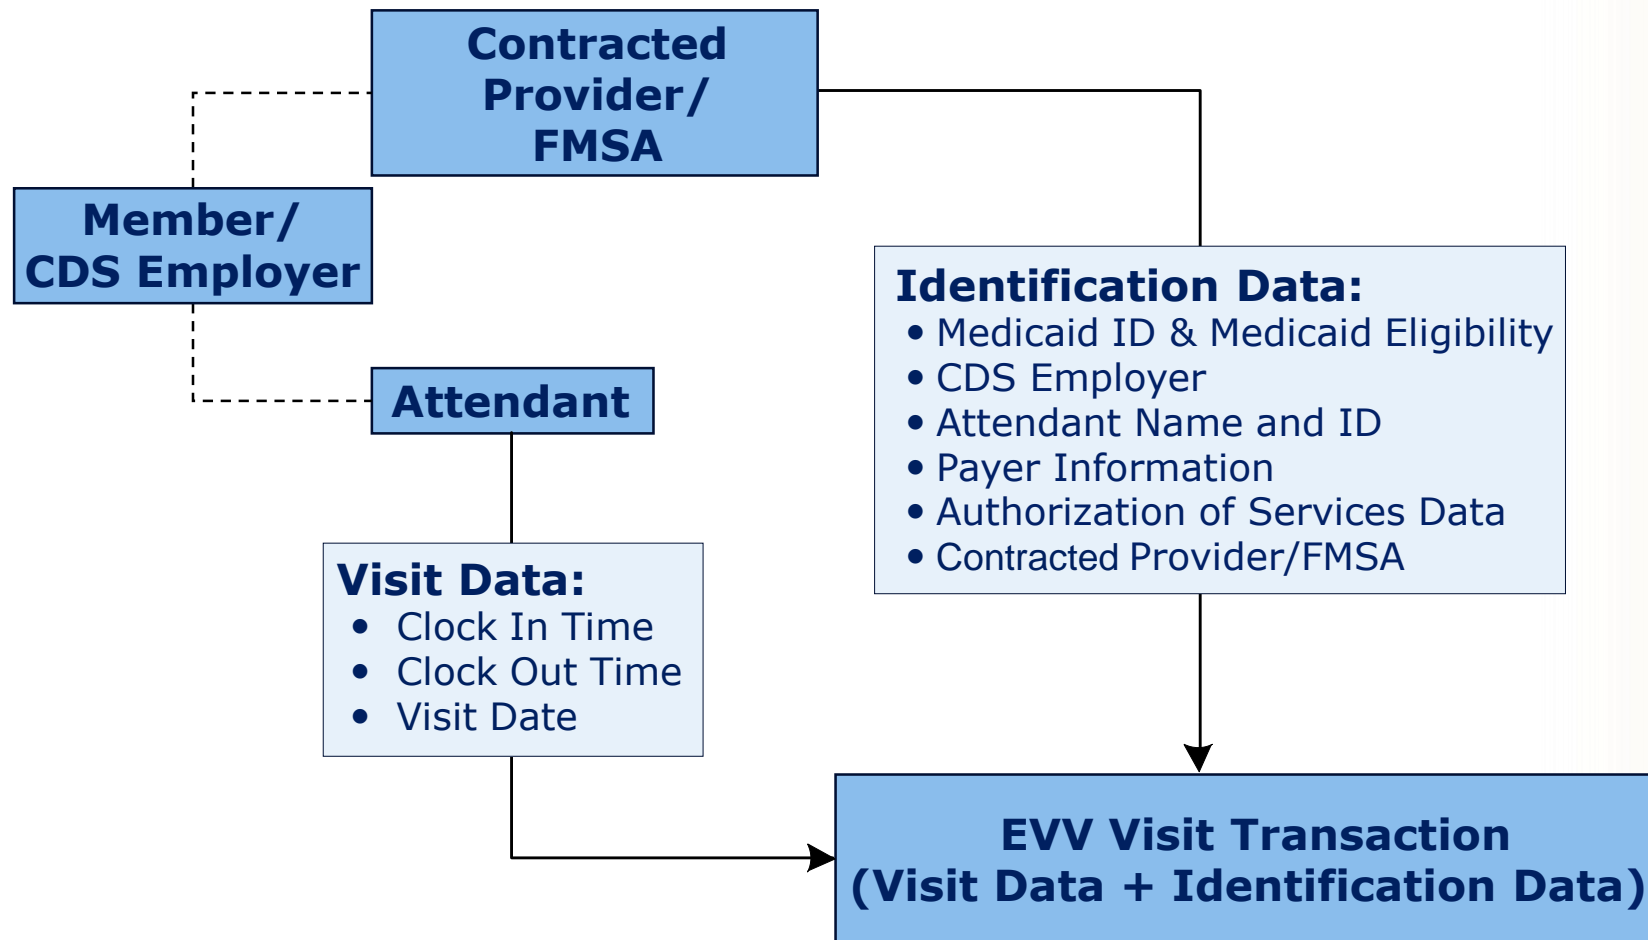 Contracted
Provider/
FMSA
Member/
CDS Employer
Attendant
Identification Data:
• Medicaid ID & Medicaid Eligibility
• CDS Employer
• Attendant Name and ID
• Payer Information
• Authorization of Services Data
• Contracted Provider/FMSA
Visit Data:
• Clock In Time
• Clock Out Time
• Visit Date
EVV Visit Transaction
(Visit Data + Identification Data)